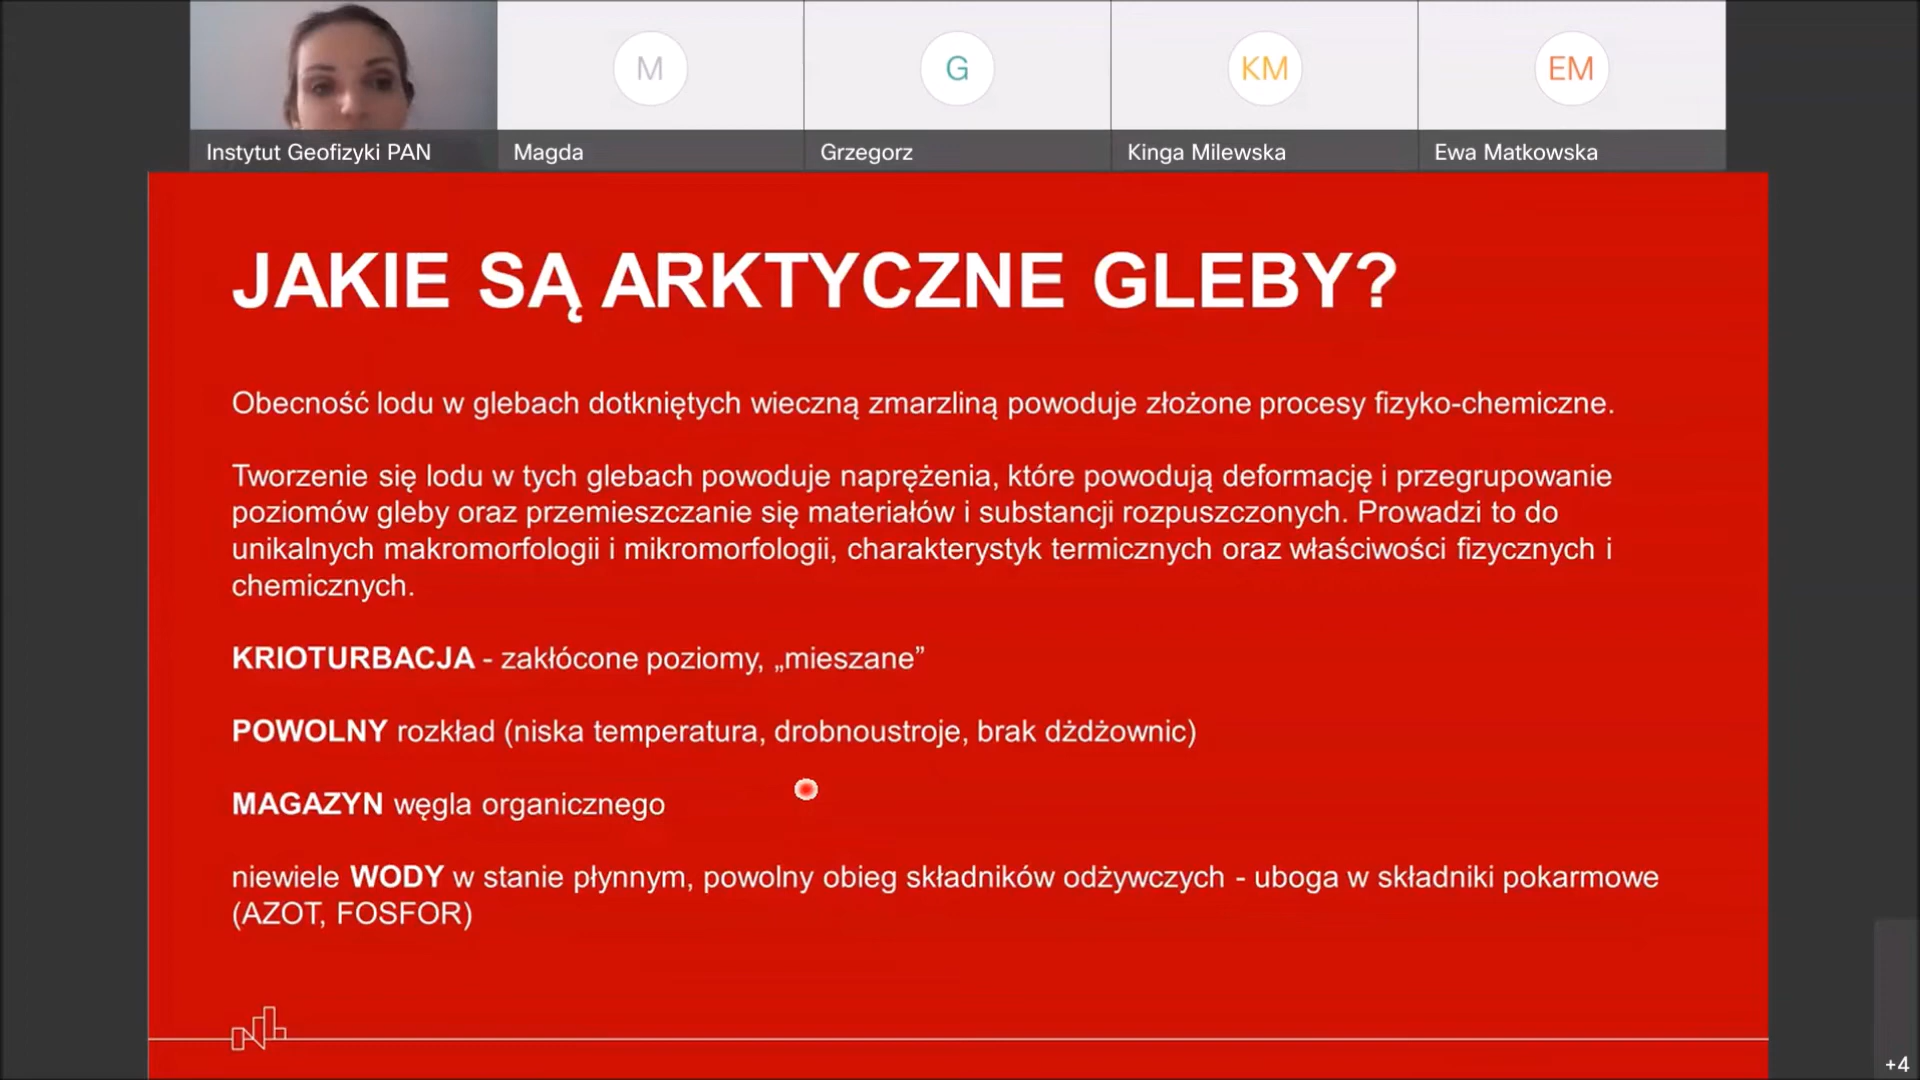 M
G
KM
EM
Instytut Geofizyki PAN
Magda
Grzegorz
Kinga Milewska
Ewa Matkowska
JAKIE SĄ ARKTYCZNE GLEBY?
Obecność lodu w glebach dotkniętych wieczną zmarzliną powoduje złożone procesy fizyko-chemiczne.
Tworzenie się lodu w tych glebach powoduje naprężenia, które powodują deformację i przegrupowanie
poziomów gleby oraz przemieszczanie się materiałów i substancji rozpuszczonych. Prowadzi to do
unikalnych makromorfologii i mikromorfologii, charakterystyk termicznych oraz właściwości fizycznych i
chemicznych.
KRIOTURBACJA - zakłócone poziomy, „mieszane”
POWOLNY rozkład (niska temperatura, drobnoustroje, brak dżdżownic)
MAGAZYN węgla organicznego
niewiele WODY w stanie płynnym, powolny obieg składników odżywczych - uboga w składniki pokarmowe
(AZOT, FOSFOR)
+4